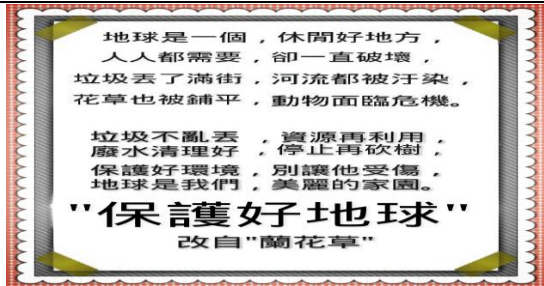 地球是一個，休閒好地方，
人人都需要，卻一直破壞，
垃圾丟了滿街，河流都被汙染，
花草也被鋪平，動物面臨危機。
垃圾不亂丟　，資源再利用，
廢水清理好　，停止再砍樹，
保護好環境，別讓他受傷，
地球是我們，美麗的家園。
"保護好地球"
改自"蘭花草"